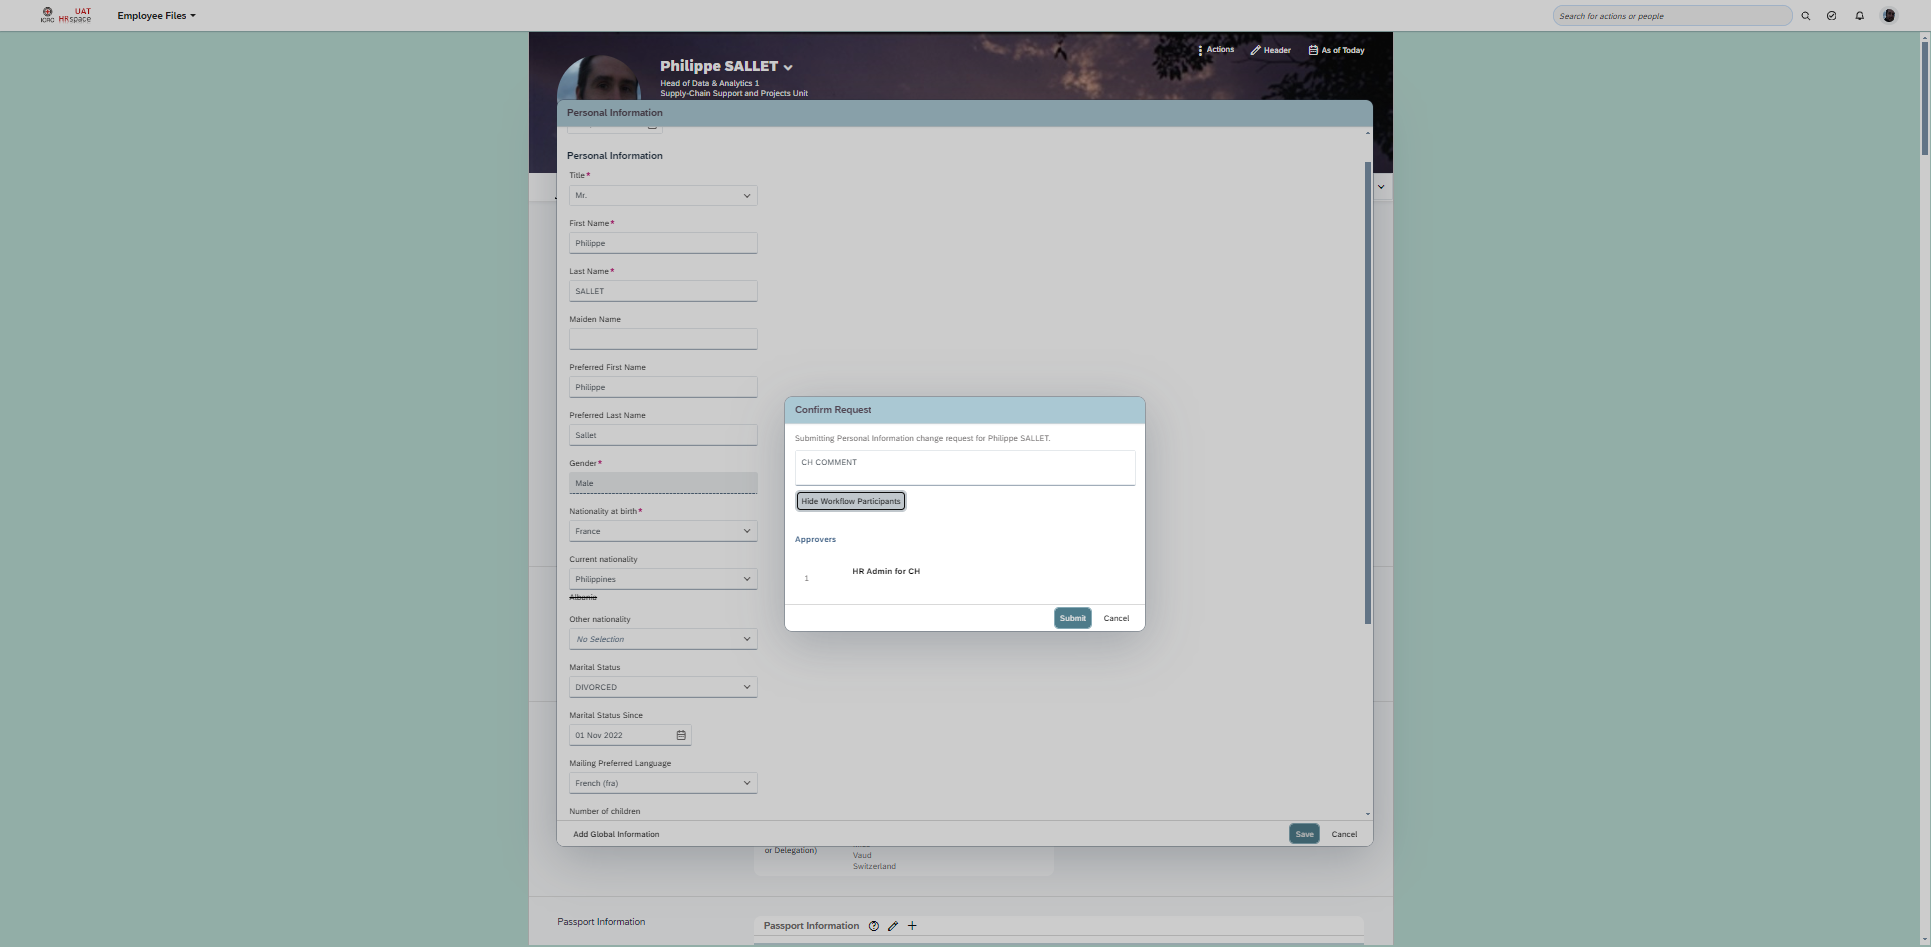 ICRC
UAT
HRspace
Employee Files
Search for actions or people
Actions
Header
As of Today
Philippe SALLET
Head of Data & Analytics 1
Supply-Chain Support and Projects Unit
Personal Information
Personal Information
Title*
Mr.
First Name*
Philippe
Last Name*
SALLET
Maiden Name
Preferred First Name
Philippe
Preferred Last Name
Sallet
Gender*
Male
Nationality at birth*
France
Current nationality
Philippines
Albania
Other nationality
No Selection
Marital Status
DIVORCED
Marital Status Since
01 Nov 2022
Mailing Preferred Language
French (fra)
Number of children
Add Global Information
Save
Cancel
Confirm Request
Submitting Personal Information change request for Philippe SALLET.
CH COMMENT
Hide Workflow Participants
Approvers
1
HR Admin for CH
Submit
Cancel
or Delegation)
Vaud
Switzerland
Passport Information
Passport Information